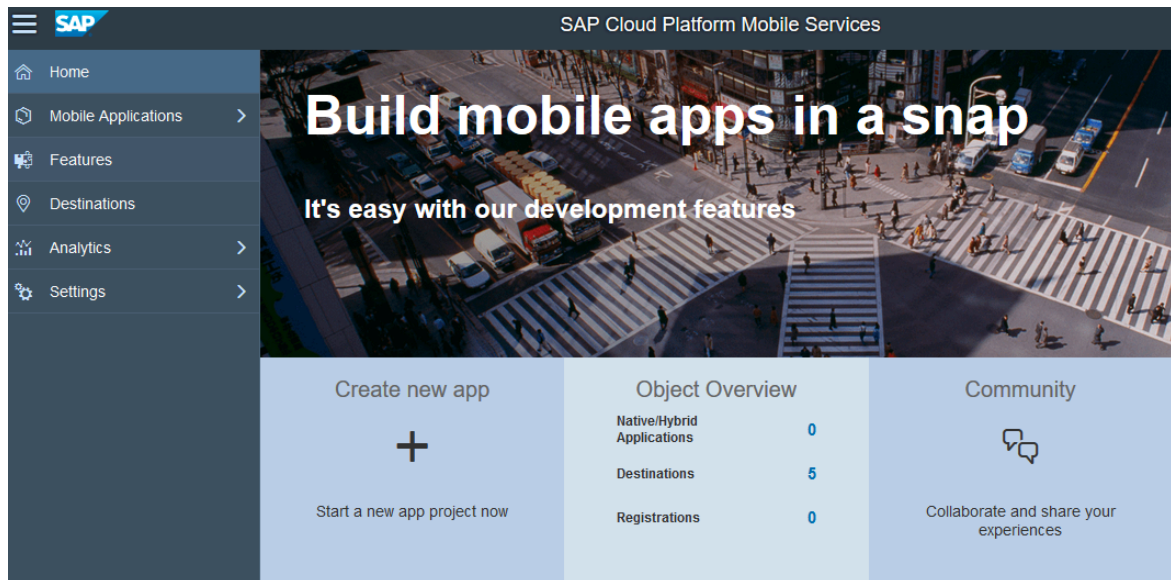 SAP
SAP Cloud Platform Mobile Services
Home
Mobile Applications
Features
Destinations
Analytics
Settings
Build mobile apps in a snap
It's easy with our development features
Create new app
Start a new app project now
Object Overview
Native/Hybrid
Applications
0
Destinations
5
Registrations
0
Community
Collaborate and share your
experiences